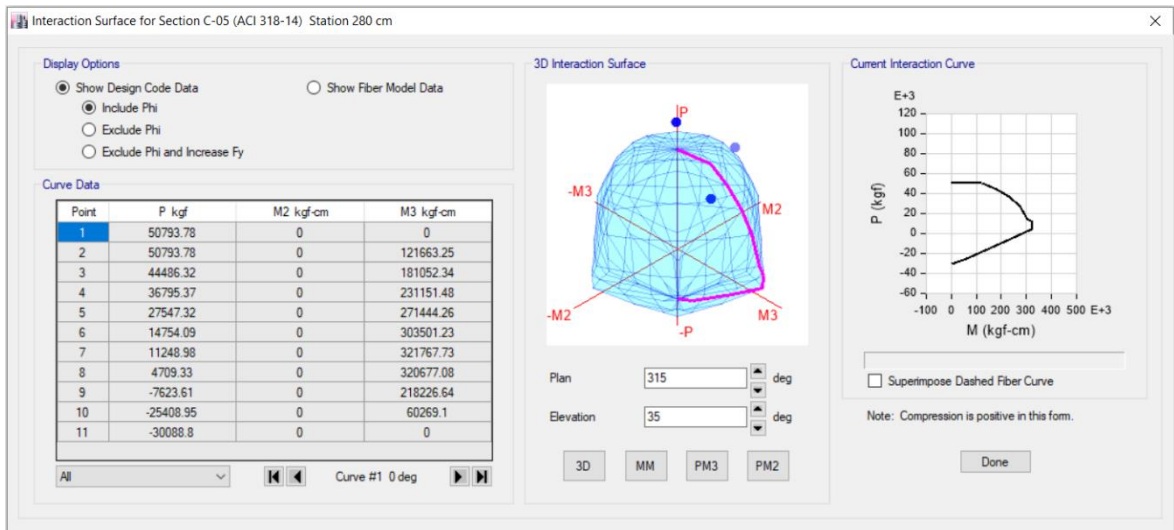 Interaction Surface for Section C-05 (ACI 318-14) Station 280 cm
Display Options
Show Design Code Data
Show Fiber Model Data
Include Phi
Exclude Phi
Exclude Phi and Increase Fy
Curve Data
Point P kgf M2 kgf-cm M3 kgf-cm
1 50793.78 0 0
2 50793.78 0 121663.25
3 44486.32 0 181052.34
4 36795.37 0 231151.48
5 27547.32 0 271444.26
6 14754.09 0 303501.23
7 11248.98 0 321767.73
8 4709.33 0 320677.08
9 -7623.61 0 218226.64
10 -25408.95 0 60269.1
11 -30088.8 0 0
All
Curve #1 0 deg
3D Interaction Surface
P
-M3
M2
-M2
M3
-P
Plan 315 deg
Elevation 35 deg
3D MM PM3 PM2
Current Interaction Curve
E+3
120
100
80
60
40
20
0
-20
-40
-60
P (kgf)
-100 0 100 200 300 400 500 E+3
M (kgf-cm)
Superimpose Dashed Fiber Curve
Note: Compression is positive in this form.
Done